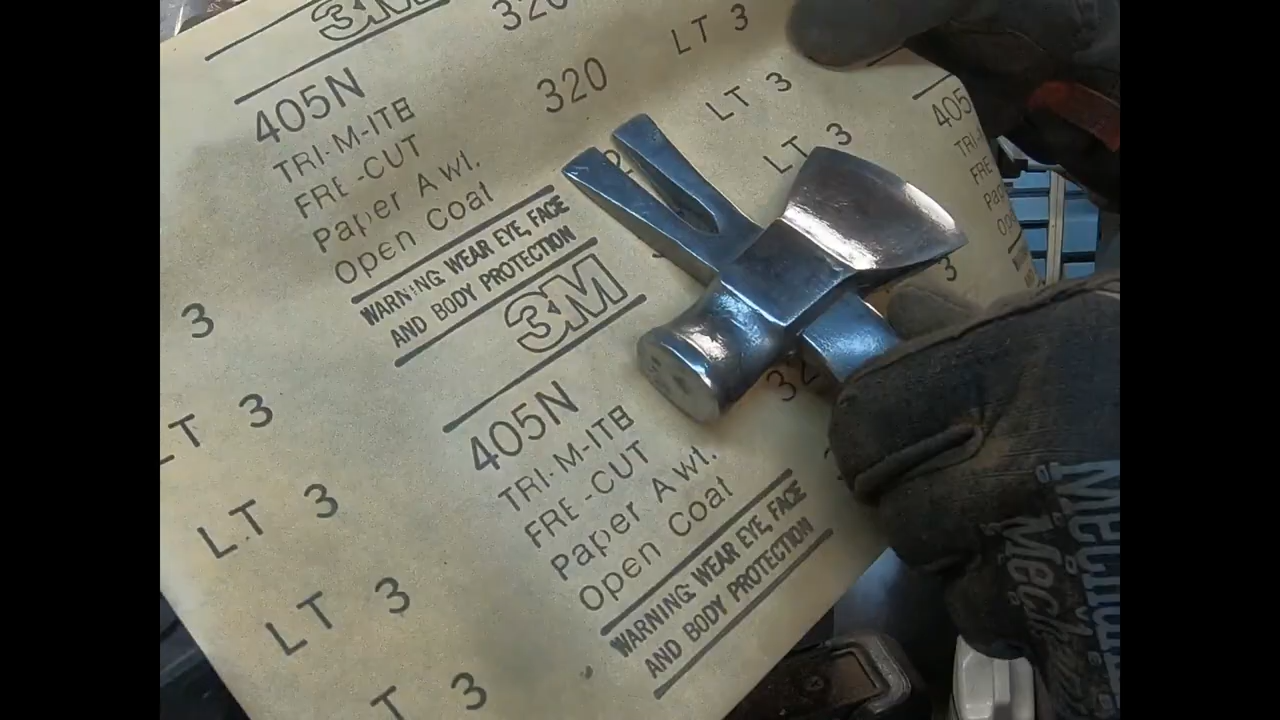 3M
320
LT 3
405N
320
LT 3
TRI-M-ITE
LT 3
405
FRE-CUT
Paper A wt.
Open Coat
WARNING: WEAR EYE, FACE
AND BODY PROTECTION
3M
3
LT 3
LT 3
LT 3
LT 3
405N
TRI-M-ITE
FRE-CUT
Paper A wt.
Open Coat
WARNING: WEAR EYE, FACE
AND BODY PROTECTION